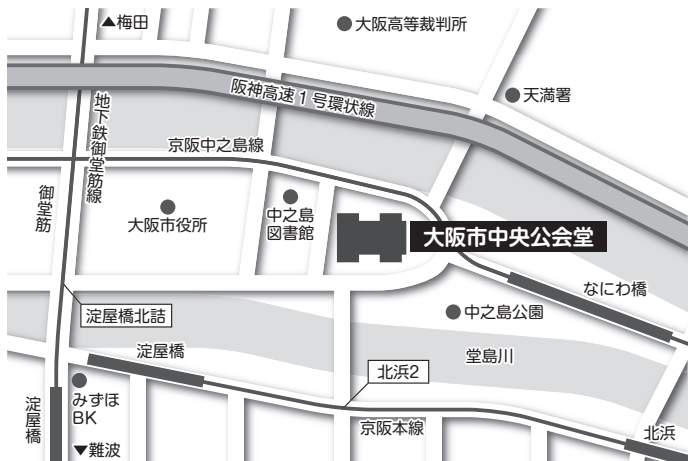 ▲梅田
大阪高等裁判所
阪神高速1号環状線
天満署
地下鉄御堂筋線
京阪中之島線
御堂筋
大阪市役所
中之島
図書館
大阪市中央公会堂
なにわ橋
淀屋橋北詰
中之島公園
淀屋橋
堂島川
北浜2
みずほ
BK
淀屋橋
京阪本線
北浜
▼難波